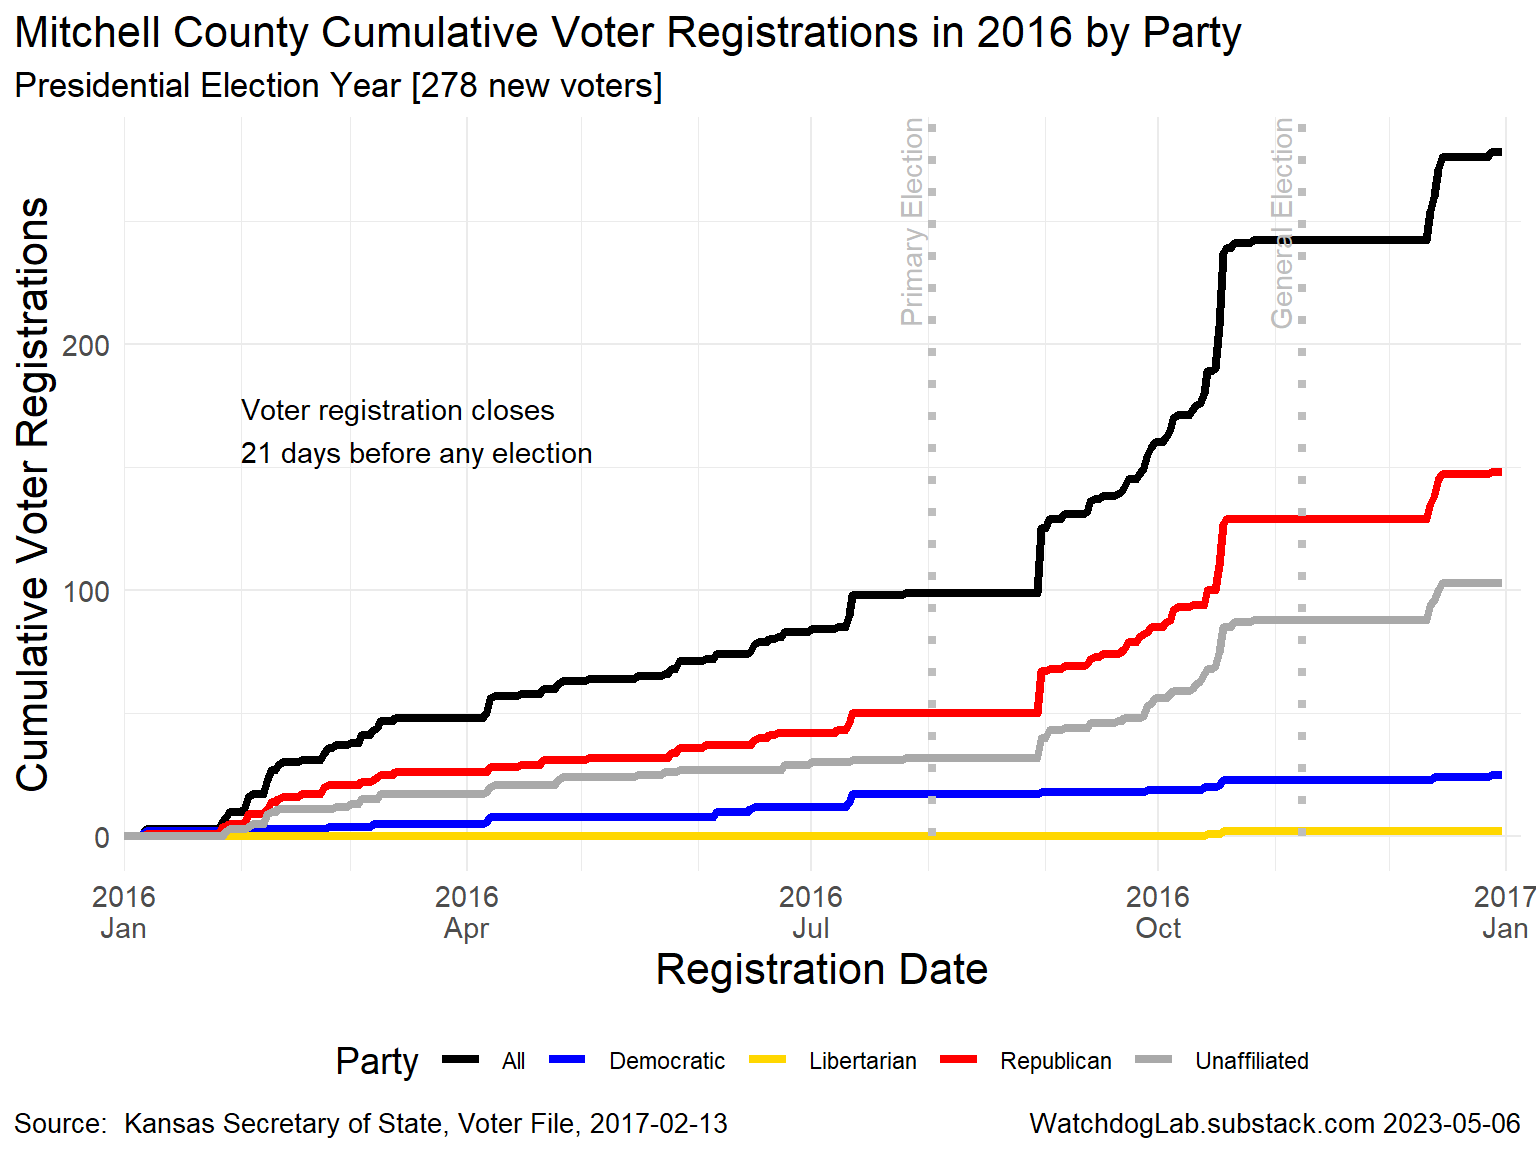 Mitchell County Cumulative Voter Registrations in 2016 by Party
Presidential Election Year [278 new voters]
Cumulative Voter Registrations
200
100
0
Primary Election
General Election
Voter registration closes
21 days before any election
2016 2016 2016 2016 2017
Jan Apr Jul Oct Jan
Registration Date
Party All Democratic Libertarian Republican Unaffiliated
Source:  Kansas Secretary of State, Voter File, 2017-02-13
WatchdogLab.substack.com 2023-05-06